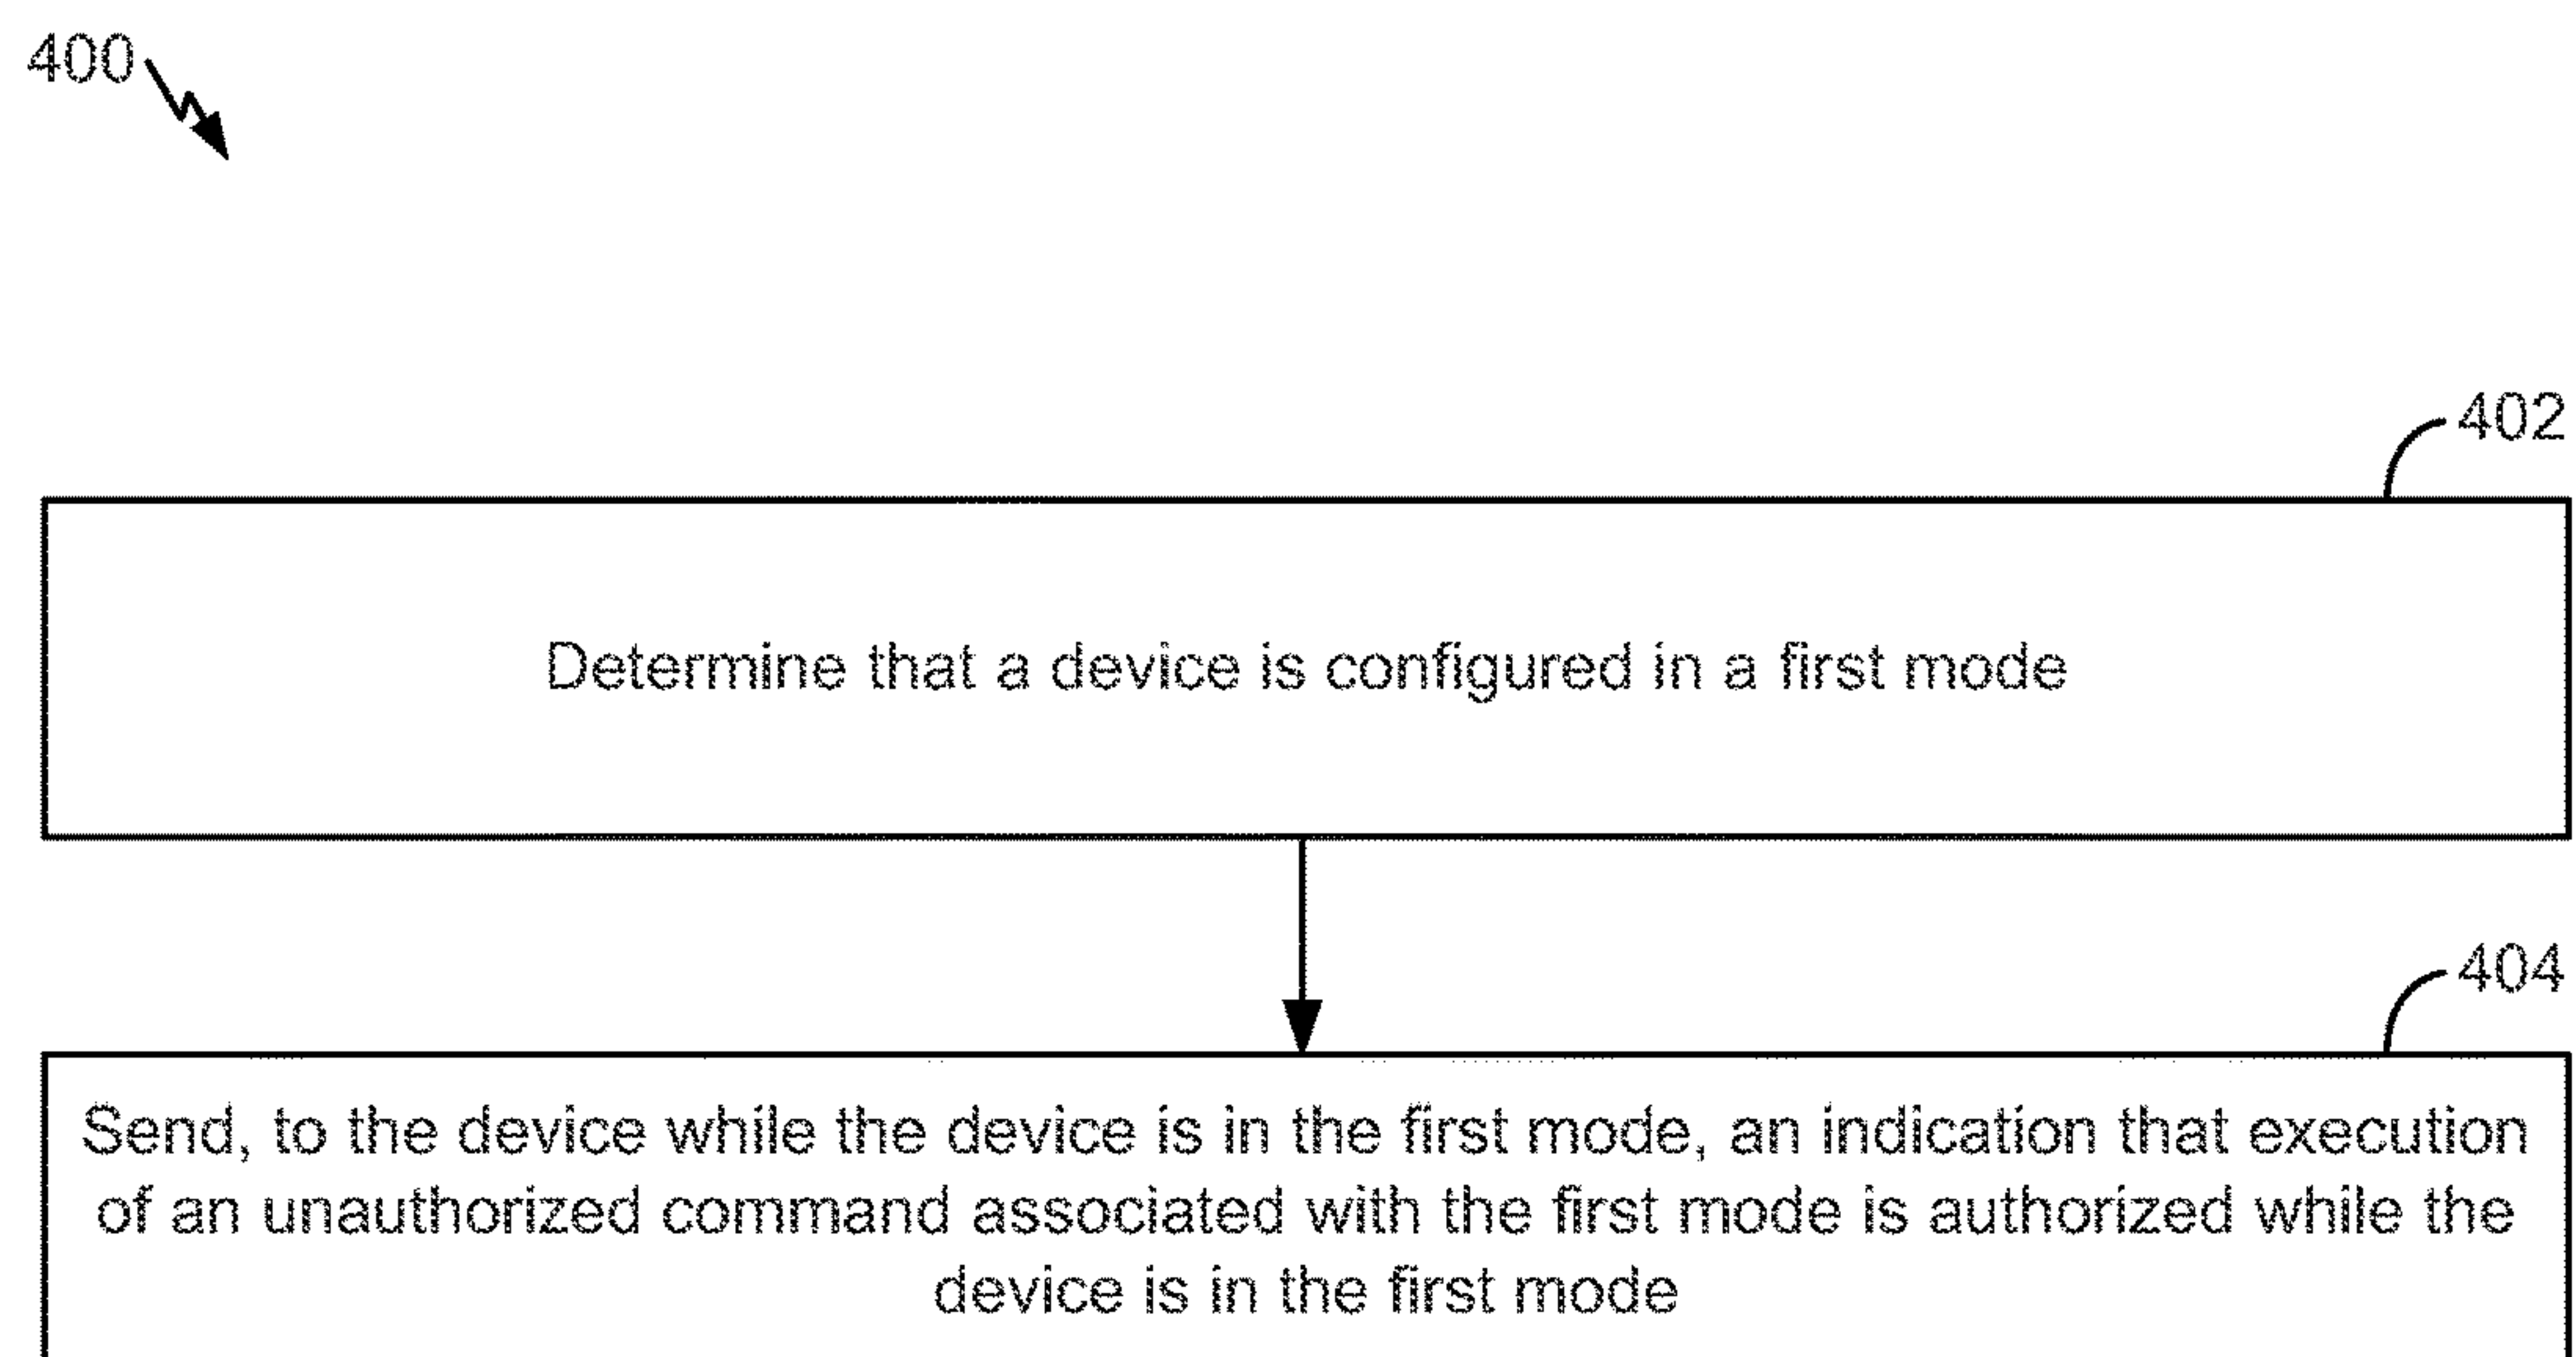 400
402
Determine that a device is configured in a first mode
404
Send, to the device while the device is in the first mode, an indication that execution
of an unauthorized command associated with the first mode is authorized while the
device is in the first mode